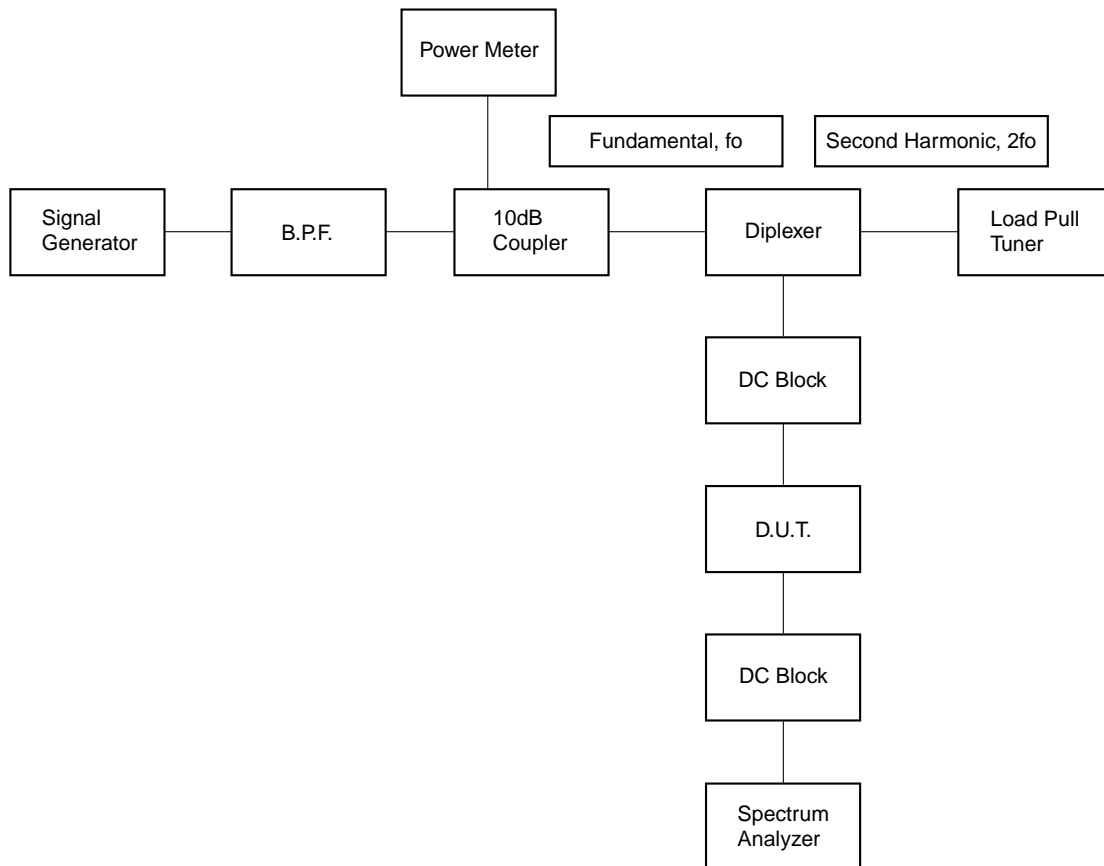 Power Meter
Fundamental, fo
Second Harmonic, 2fo
Signal
Generator
B.P.F.
10dB
Coupler
Diplexer
Load Pull
Tuner
DC Block
D.U.T.
DC Block
Spectrum
Analyzer